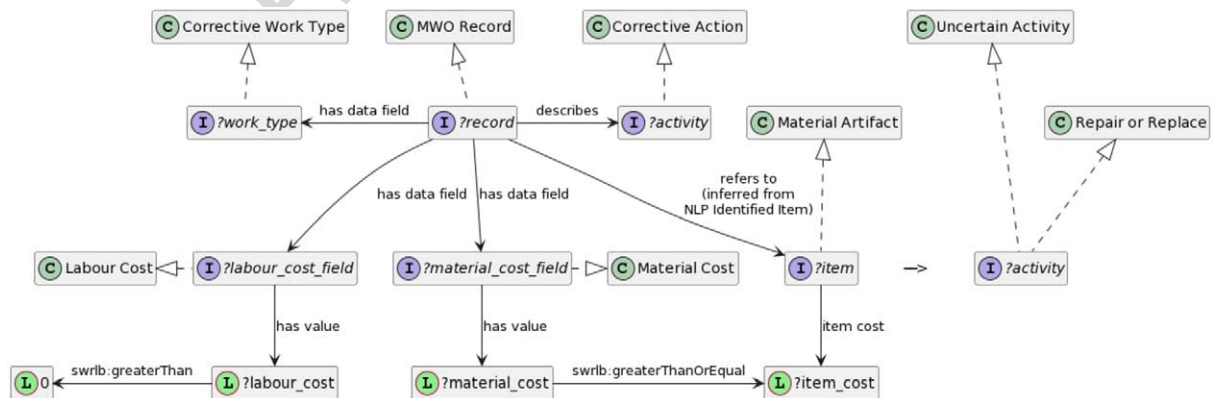 C Corrective Work Type
C MWO Record
C Corrective Action
C Uncertain Activity
I ?work_type
has data field
I ?record
describes
I ?activity
C Material Artifact
C Repair or Replace
has data field
has data field
refers to
(inferred from
NLP Identified Item)
C Labour Cost
I ?labour_cost_field
I ?material_cost_field
C Material Cost
I ?item
—>
I ?activity
has value
has value
item cost
L 0
swrlb:greaterThan
L ?labour_cost
L ?material_cost
swrlb:greaterThanOrEqual
L ?item_cost